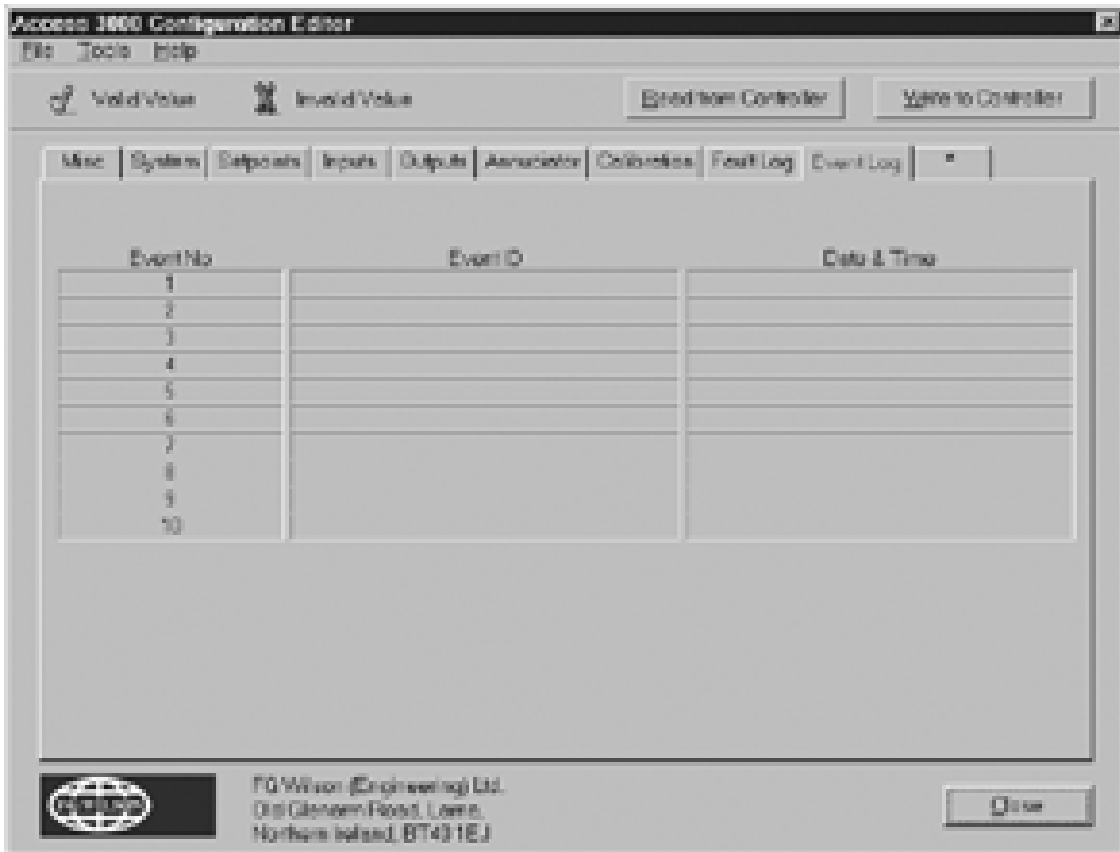 Access 3000 Configuration Editor
File Tools Help
Valid Value Invalid Value Read from Controller Write to Controller
Misc System Setpoints Inputs Outputs Annunciator Calibration Fault Log Event Log *
Event No Event ID Date & Time
1
2
3
4
5
6
7
8
9
10
FG Wilson (Engineering) Ltd.
Old Glenarm Road, Larne,
Northern Ireland, BT40 1EJ
Close